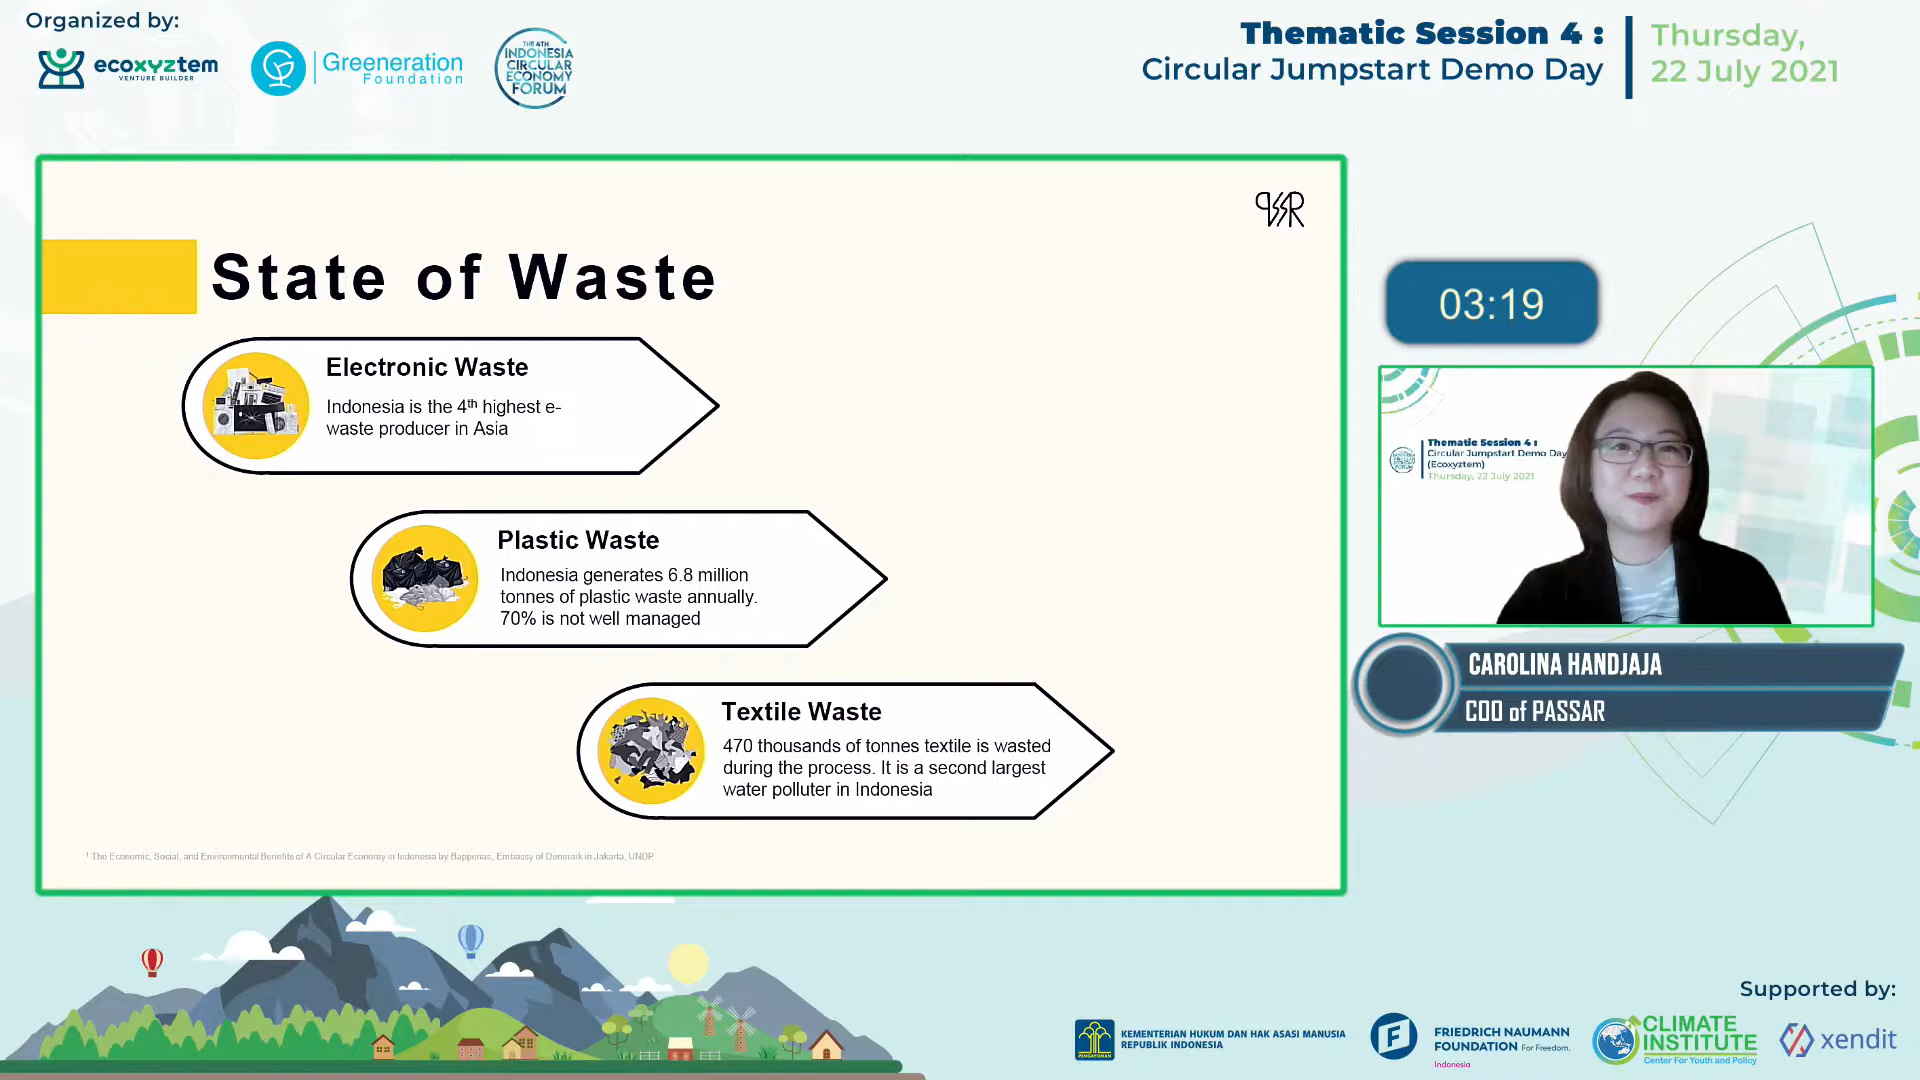 Organized by:
ecoxyztem
VENTURE BUILDER
Greeneration
Foundation
THE 4TH
INDONESIA
CIRCULAR
ECONOMY
FORUM
Thematic Session 4 :
Circular Jumpstart Demo Day
Thursday,
22 July 2021
State of Waste
Electronic Waste
Indonesia is the 4th highest e-
waste producer in Asia
Plastic Waste
Indonesia generates 6.8 million
tonnes of plastic waste annually.
70% is not well managed
Textile Waste
470 thousands of tonnes textile is wasted
during the process. It is a second largest
water polluter in Indonesia
1 The Economic, Social, and Environmental Benefits of A Circular Economy in Indonesia by Bappenas, Embassy of Denmark in Jakarta, UNDP
03:19
Thematic Session 4 :
Circular Jumpstart Demo Day
(Ecoxyztem)
Thursday, 22 July 2021
CAROLINA HANDJAJA
COO of PASSAR
Supported by:
PENGAYOMAN
KEMENTERIAN HUKUM DAN HAK ASASI MANUSIA
REPUBLIK INDONESIA
FRIEDRICH NAUMANN
FOUNDATION For Freedom.
Indonesia
CLIMATE
INSTITUTE
Center For Youth and Policy
xendit